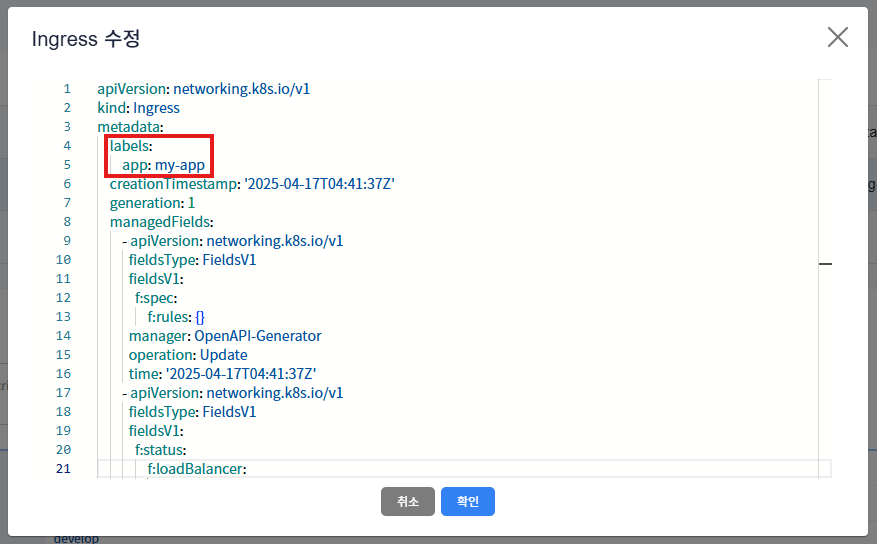 Ingress 수정
1 apiVersion: networking.k8s.io/v1
2 kind: Ingress
3 metadata:
4 labels:
5 app: my-app
6 creationTimestamp: '2025-04-17T04:41:37Z'
7 generation: 1
8 managedFields:
9 - apiVersion: networking.k8s.io/v1
10 fieldsType: FieldsV1
11 fieldsV1:
12 f:spec:
13 f:rules: {}
14 manager: OpenAPI-Generator
15 operation: Update
16 time: '2025-04-17T04:41:37Z'
17 - apiVersion: networking.k8s.io/v1
18 fieldsType: FieldsV1
19 fieldsV1:
20 f:status:
21 f:loadBalancer:
취소 확인
develop